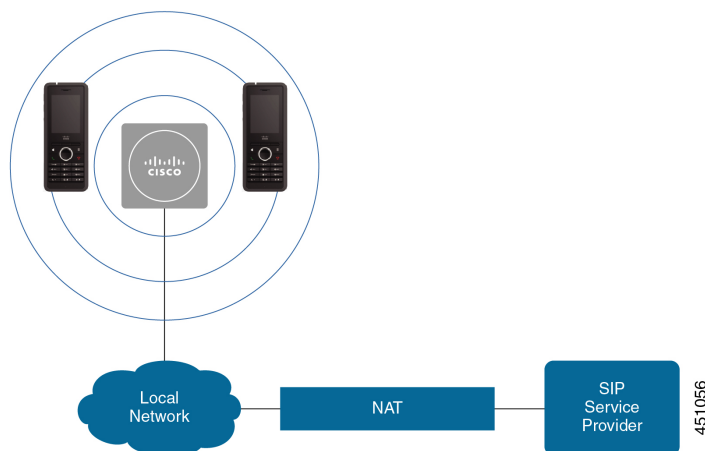 CISCO
Local
Network
NAT
SIP
Service
Provider
451056